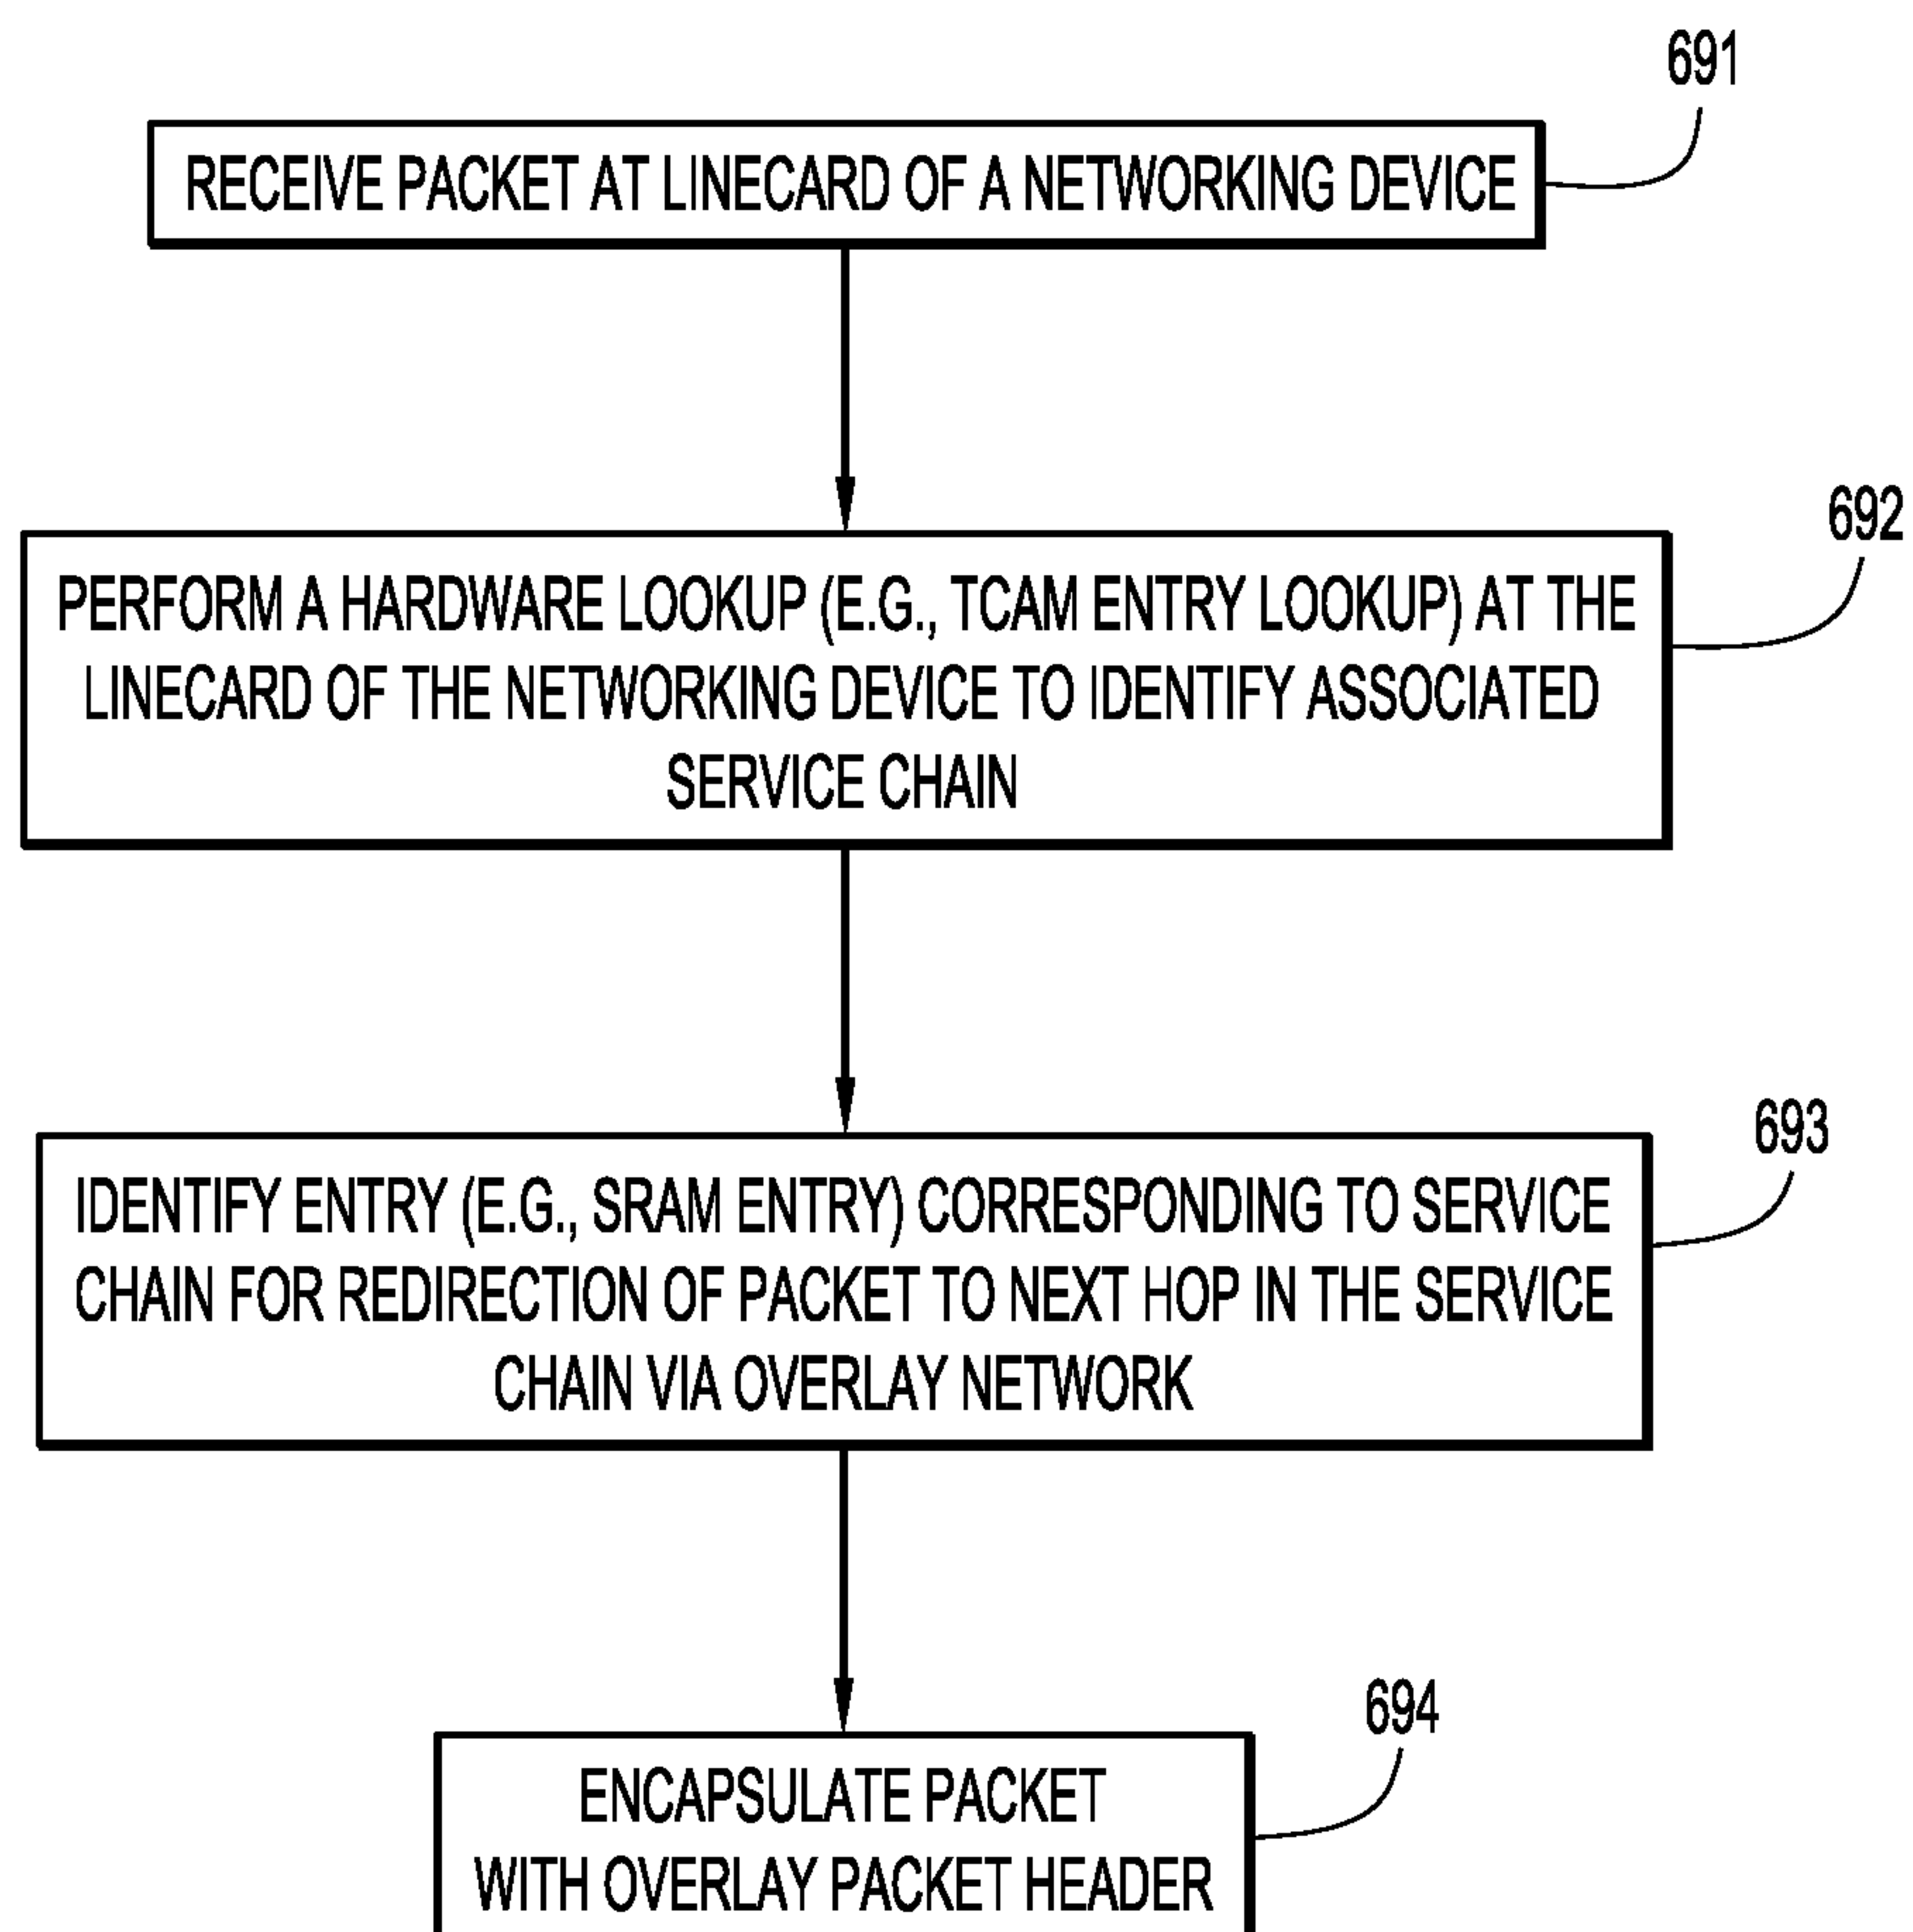 691
RECEIVE PACKET AT LINECARD OF A NETWORKING DEVICE
692
PERFORM A HARDWARE LOOKUP (E.G., TCAM ENTRY LOOKUP) AT THE
LINECARD OF THE NETWORKING DEVICE TO IDENTIFY ASSOCIATED
SERVICE CHAIN
693
IDENTIFY ENTRY (E.G., SRAM ENTRY) CORRESPONDING TO SERVICE
CHAIN FOR REDIRECTION OF PACKET TO NEXT HOP IN THE SERVICE
CHAIN VIA OVERLAY NETWORK
694
ENCAPSULATE PACKET
WITH OVERLAY PACKET HEADER